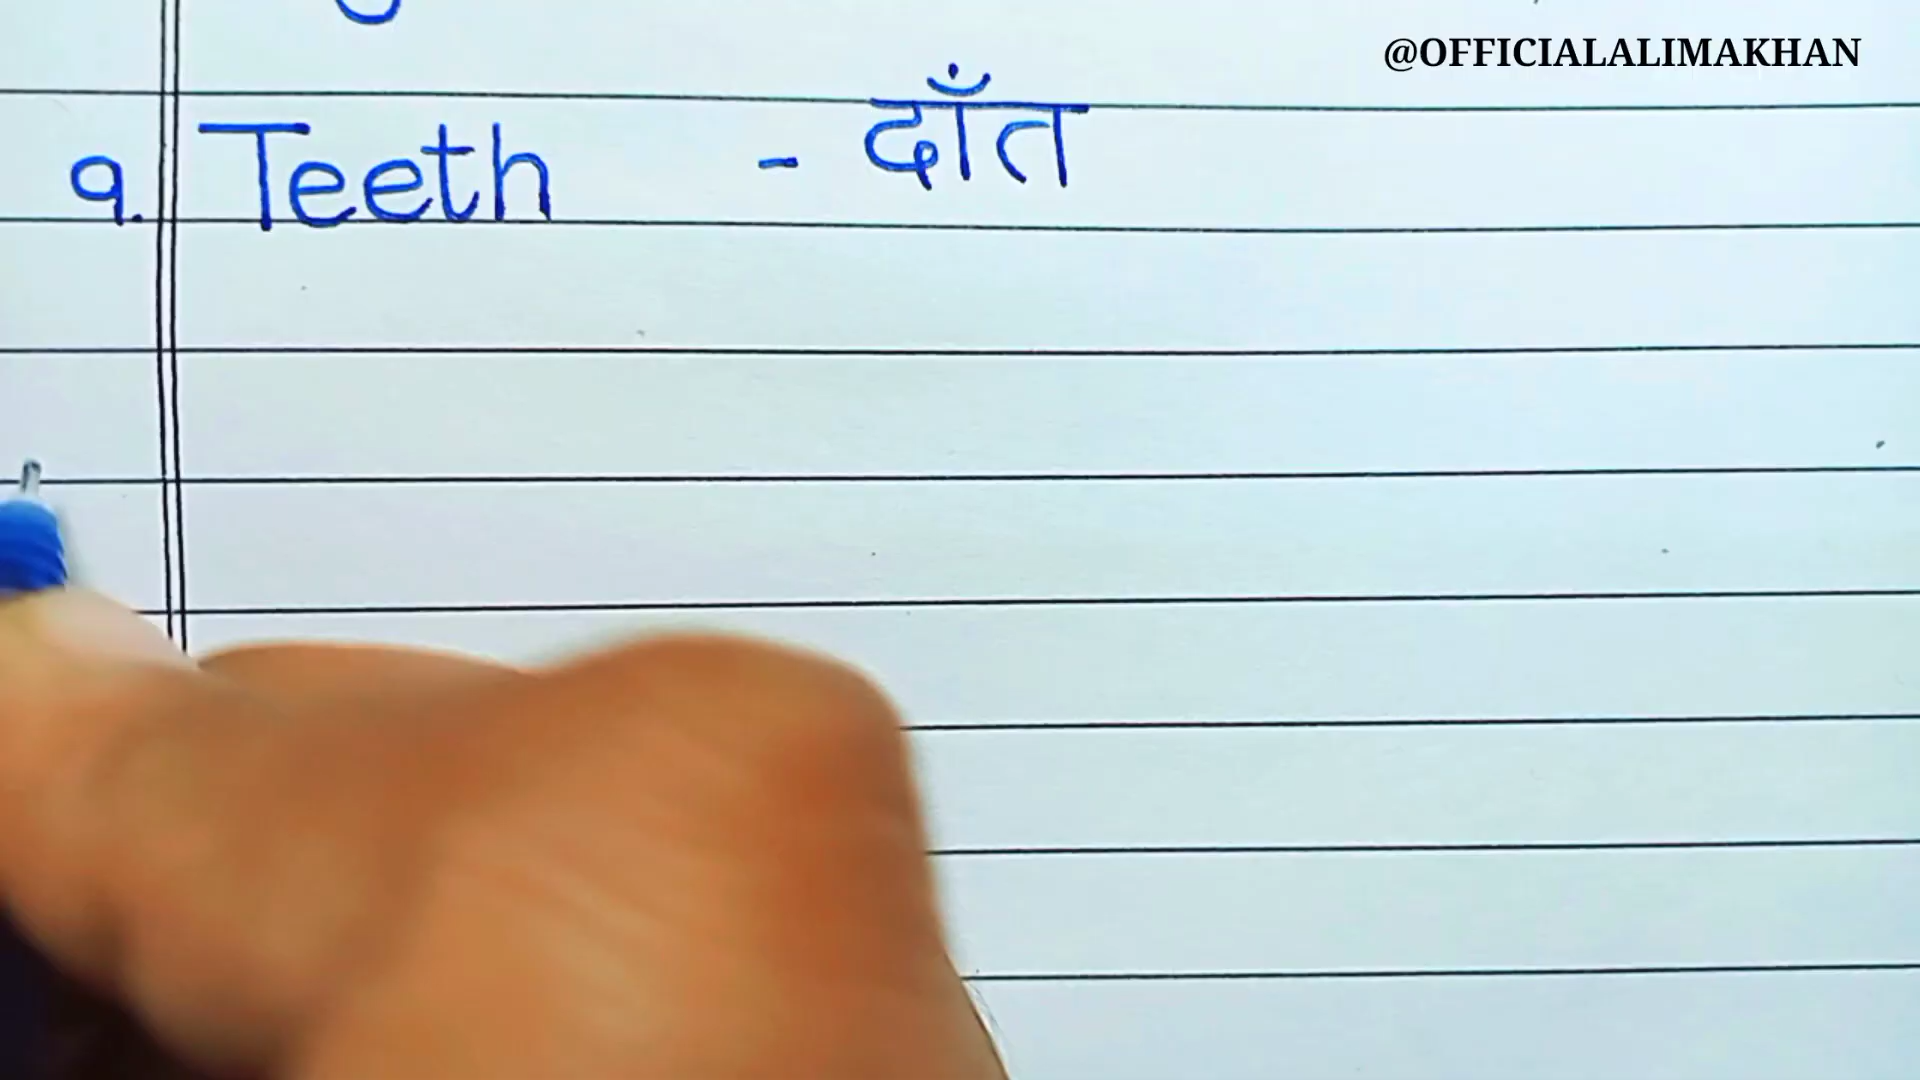 @OFFICIALALIMAKHAN
9. Teeth - दाँत